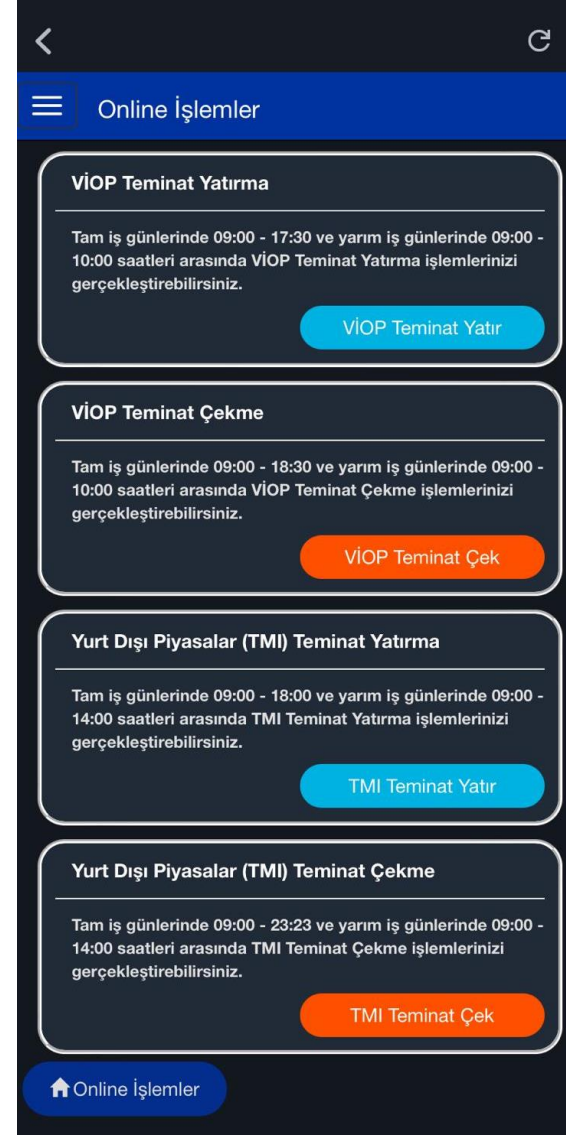 Online İşlemler
VİOP Teminat Yatırma
Tam iş günlerinde 09:00 - 17:30 ve yarım iş günlerinde 09:00 -
10:00 saatleri arasında VİOP Teminat Yatırma işlemlerinizi
gerçekleştirebilirsiniz.
VİOP Teminat Yatır
VİOP Teminat Çekme
Tam iş günlerinde 09:00 - 18:30 ve yarım iş günlerinde 09:00 -
10:00 saatleri arasında VİOP Teminat Çekme işlemlerinizi
gerçekleştirebilirsiniz.
VİOP Teminat Çek
Yurt Dışı Piyasalar (TMI) Teminat Yatırma
Tam iş günlerinde 09:00 - 18:00 ve yarım iş günlerinde 09:00 -
14:00 saatleri arasında TMI Teminat Yatırma işlemlerinizi
gerçekleştirebilirsiniz.
TMI Teminat Yatır
Yurt Dışı Piyasalar (TMI) Teminat Çekme
Tam iş günlerinde 09:00 - 23:23 ve yarım iş günlerinde 09:00 -
14:00 saatleri arasında TMI Teminat Çekme işlemlerinizi
gerçekleştirebilirsiniz.
TMI Teminat Çek
Online İşlemler